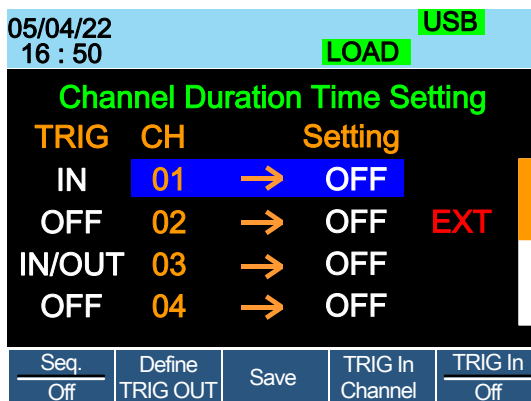 05/04/22 USB
16 : 50 LOAD
Channel Duration Time Setting
TRIG CH Setting
IN 01 → OFF
OFF 02 → OFF EXT
IN/OUT 03 → OFF
OFF 04 → OFF
Seq. Off
Define TRIG OUT
Save
TRIG In Channel
TRIG In Off